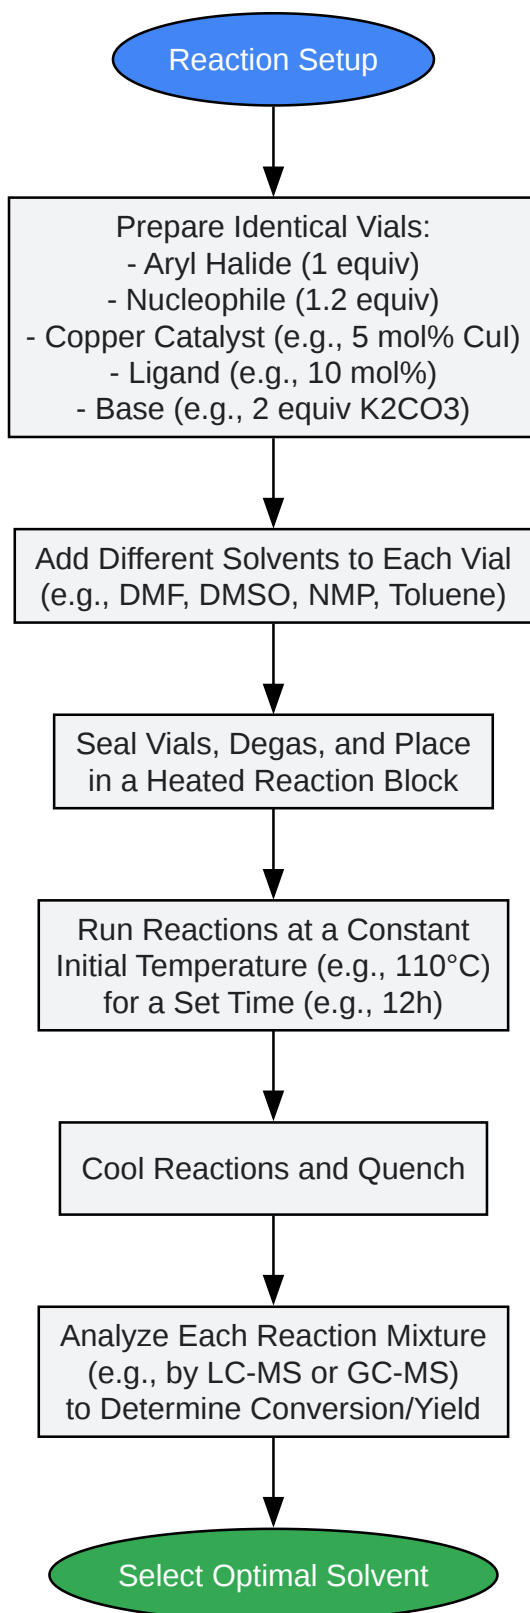 Reaction Setup
Prepare Identical Vials:
- Aryl Halide (1 equiv)
- Nucleophile (1.2 equiv)
- Copper Catalyst (e.g., 5 mol% CuI)
- Ligand (e.g., 10 mol%)
- Base (e.g., 2 equiv K2CO3)
Add Different Solvents to Each Vial
(e.g., DMF, DMSO, NMP, Toluene)
Seal Vials, Degas, and Place
in a Heated Reaction Block
Run Reactions at a Constant
Initial Temperature (e.g., 110°C)
for a Set Time (e.g., 12h)
Cool Reactions and Quench
Analyze Each Reaction Mixture
(e.g., by LC-MS or GC-MS)
to Determine Conversion/Yield
Select Optimal Solvent